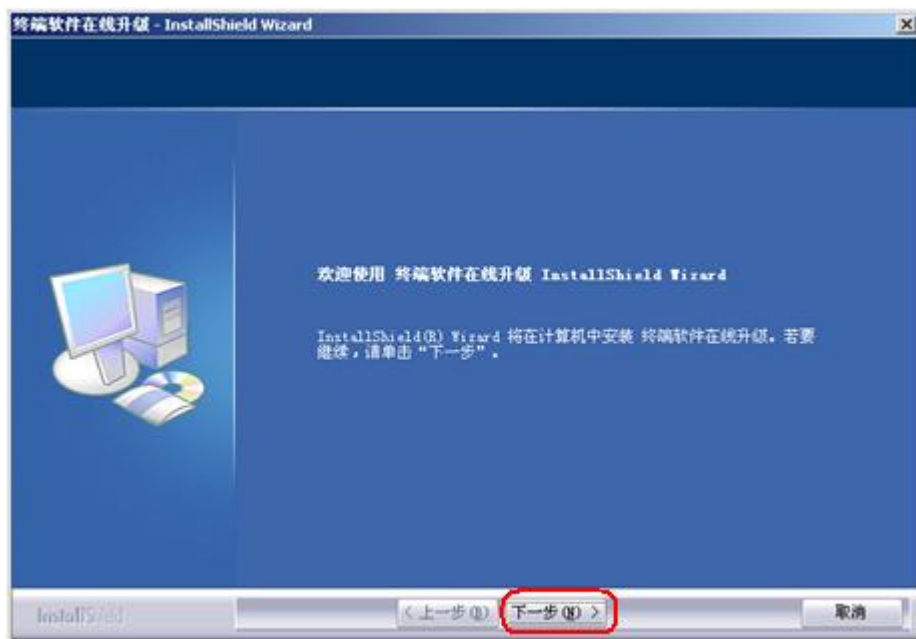 终端软件在线升级 - InstallShield Wizard
欢迎使用 终端软件在线升级 InstallShield Wizard
InstallShield(R) Wizard 将在计算机中安装 终端软件在线升级。若要
继续，请单击“下一步”。
InstallShield
< 上一步(B) 下一步(N) > 取消